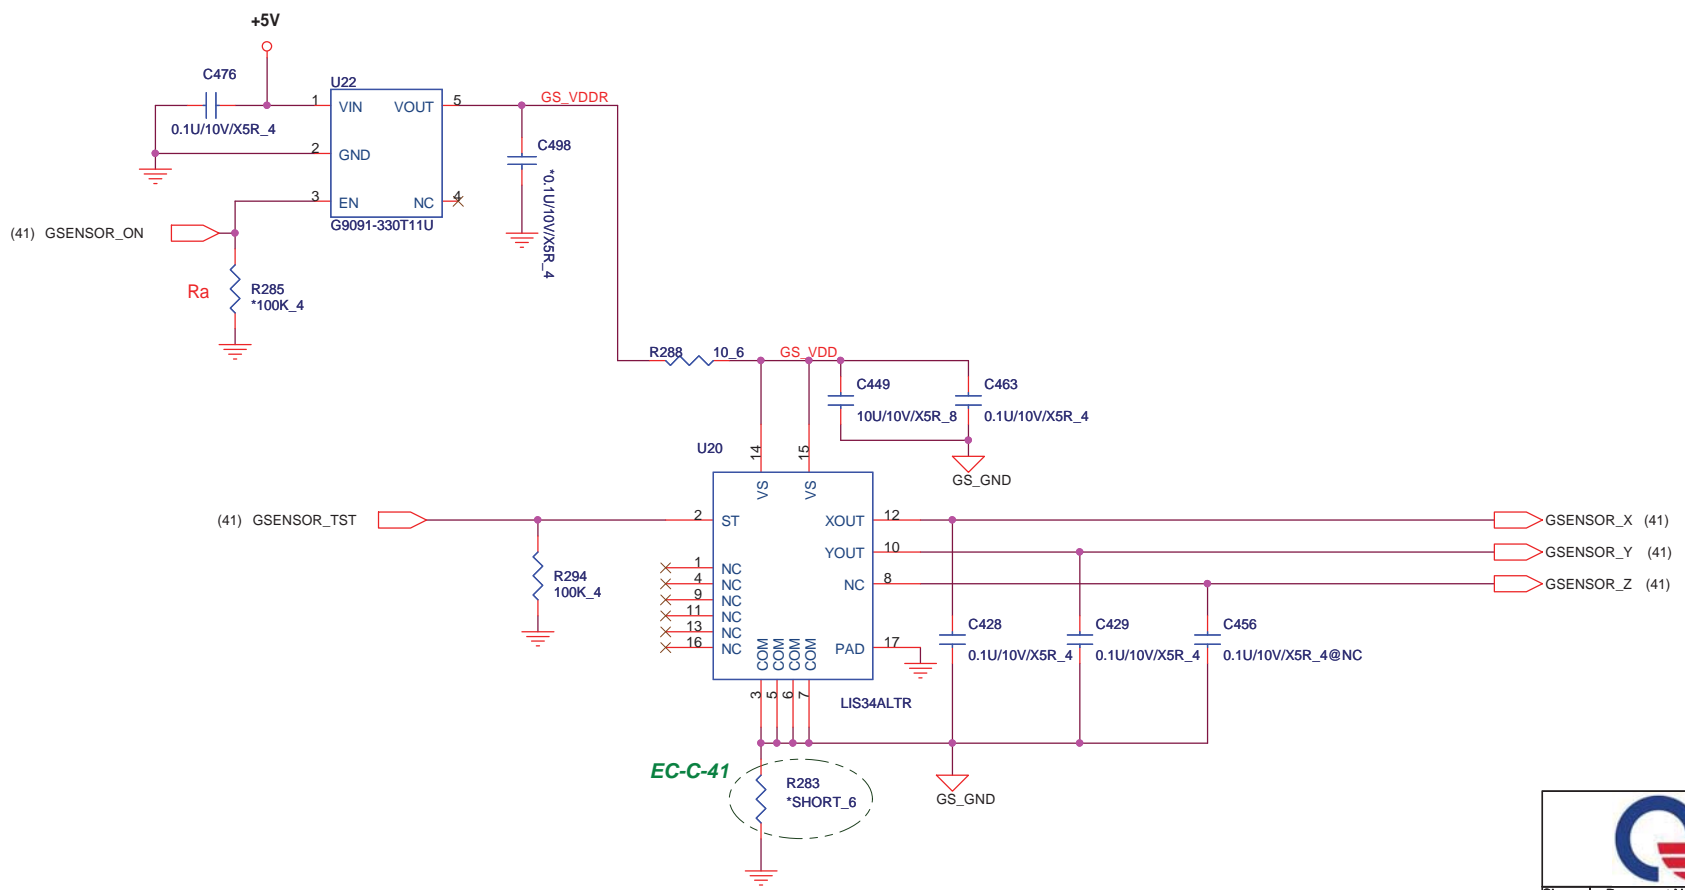 +5V
C476
0.1U/10V/X5R_4
U22
1
VIN
VOUT
5
GS_VDDR
2
GND
C498
*0.1U/10V/X5R_4
3
EN
NC
4
G9091-330T11U
(41) GSENSOR_ON
Ra
R285
*100K_4
R288
10_6
GS_VDD
C449
10U/10V/X5R_8
C463
0.1U/10V/X5R_4
GS_GND
U20
14
15
VS
VS
(41) GSENSOR_TST
2
ST
XOUT
12
GSENSOR_X (41)
YOUT
10
GSENSOR_Y (41)
1
NC
4
NC
9
NC
11
NC
13
NC
16
NC
NC
8
GSENSOR_Z (41)
R294
100K_4
COM
COM
COM
COM
PAD
17
3
5
6
7
LIS34ALTR
C428
0.1U/10V/X5R_4
C429
0.1U/10V/X5R_4
C456
0.1U/10V/X5R_4@NC
EC-C-41
R283
*SHORT_6
GS_GND